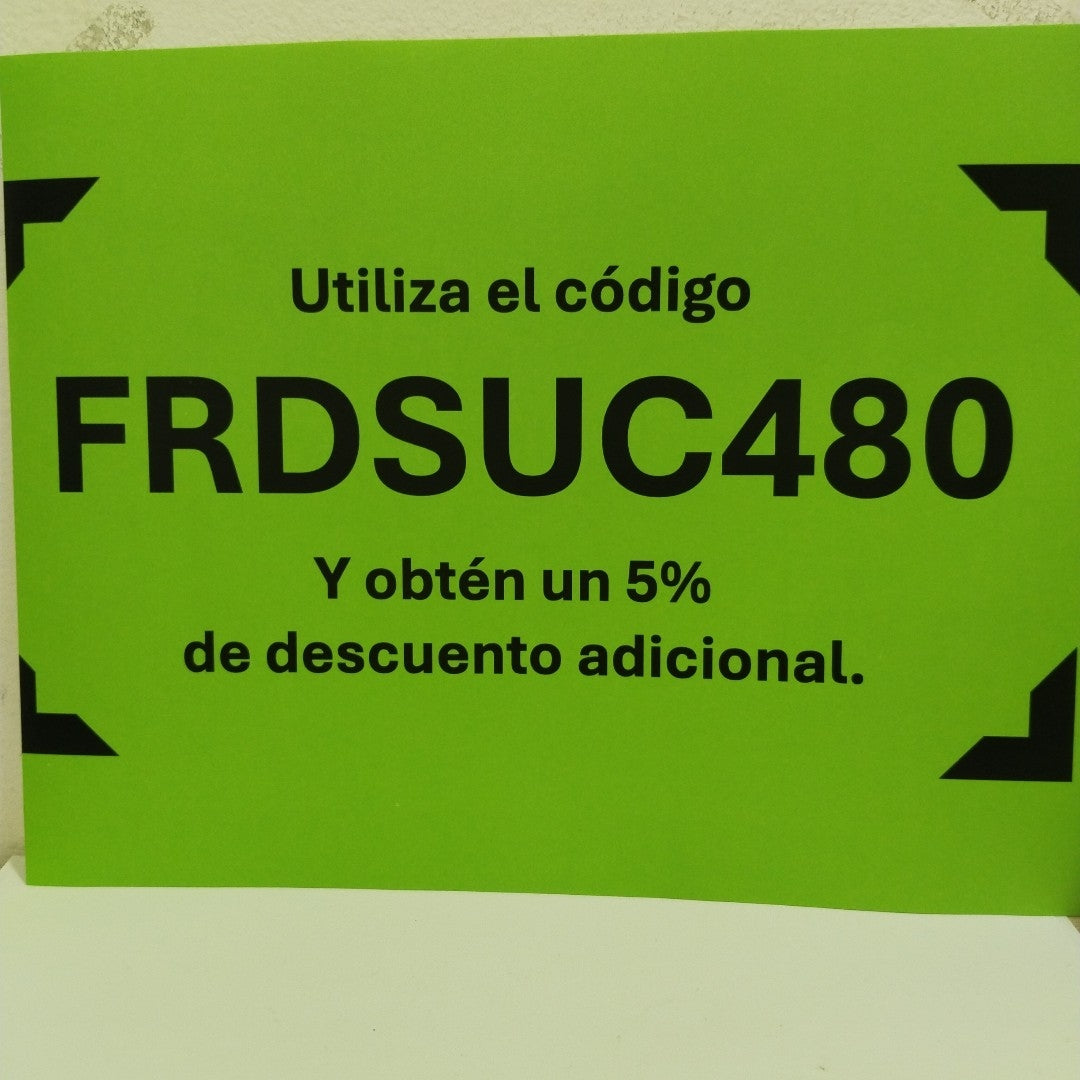 Utiliza el código
FRDSUC480
Y obtén un 5%
de descuento adicional.